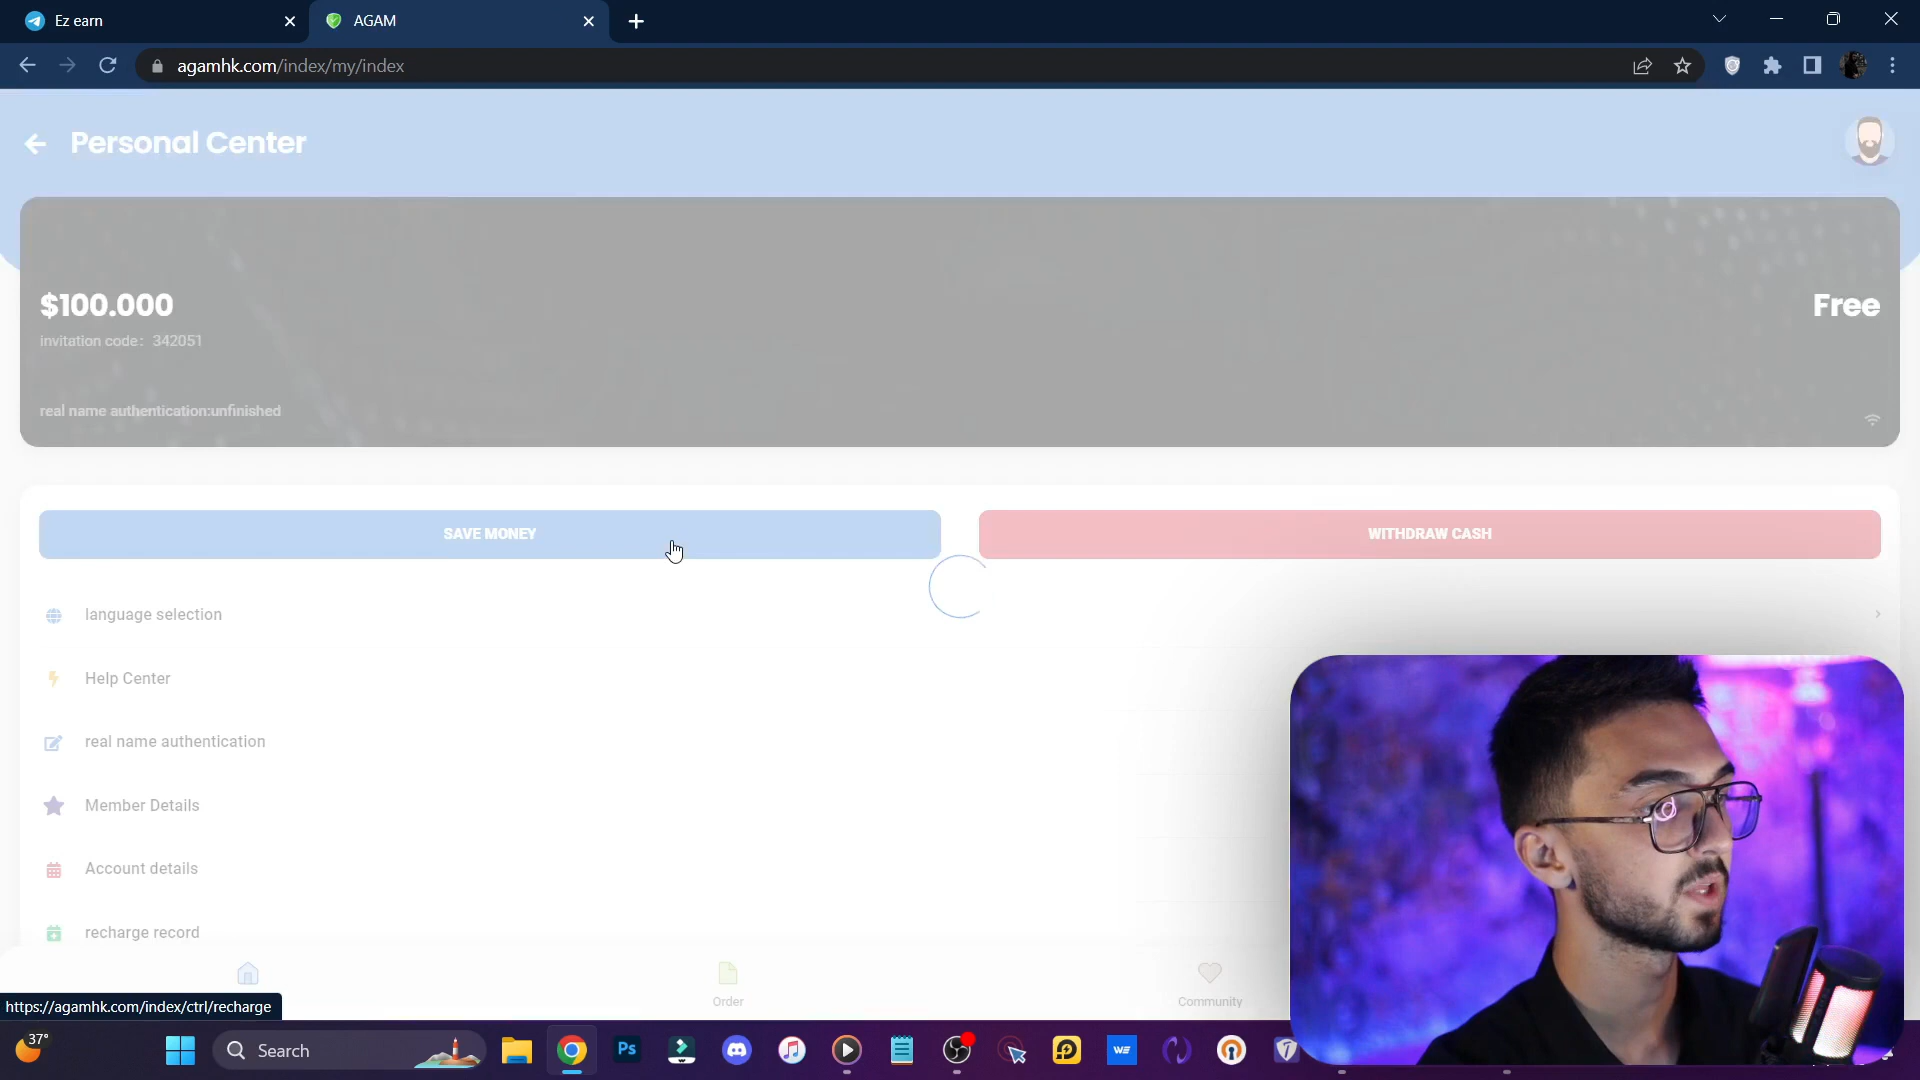 Ez earn
AGAM
agamhk.com/index/my/index
Personal Center
$100.000
Free
invitation code: 342051
real name authentication:unfinished
SAVE MONEY
WITHDRAW CASH
language selection
Help Center
real name authentication
Member Details
Account details
recharge record
Order
Community
https://agamhk.com/index/ctrl/recharge
37°
Search
Ps
WE